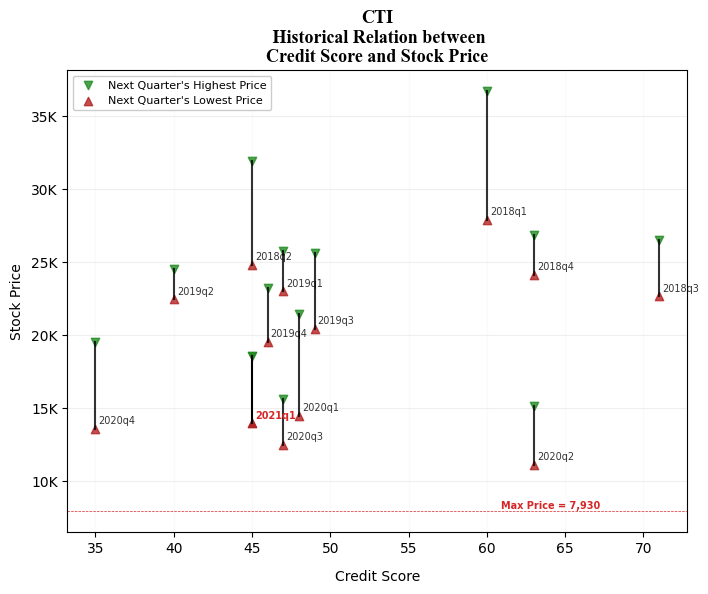 CTI
Historical Relation between
Credit Score and Stock Price
Next Quarter's Highest Price
Next Quarter's Lowest Price
35K
30K
25K
20K
15K
10K
Stock Price
2018q1
2018q2
2018q4
2019q1
2018q3
2019q2
2019q3
2019q4
2020q1
2020q4
2021q1
2020q3
2020q2
Max Price = 7,930
35
40
45
50
55
60
65
70
Credit Score